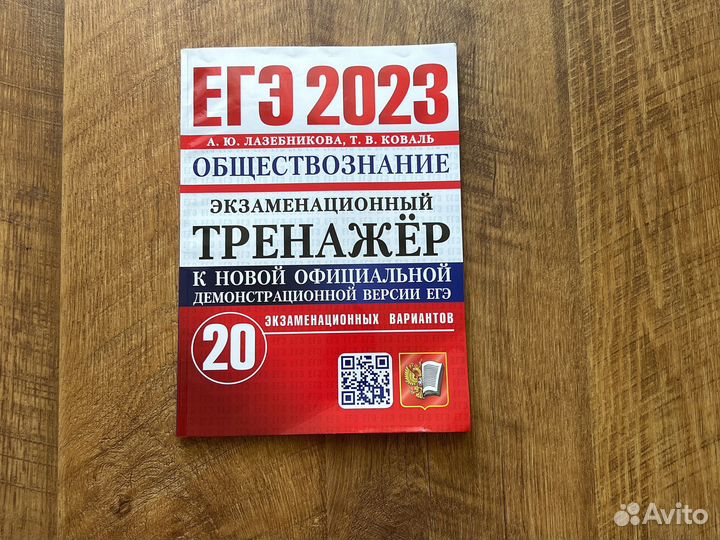 ЕГЭ 2023
А. Ю. ЛАЗЕБНИКОВА, Т. В. КОВАЛЬ
ОБЩЕСТВОЗНАНИЕ
ЭКЗАМЕНАЦИОННЫЙ
ТРЕНАЖЁР
К НОВОЙ ОФИЦИАЛЬНОЙ
ДЕМОНСТРАЦИОННОЙ ВЕРСИИ ЕГЭ
20 ЭКЗАМЕНАЦИОННЫХ ВАРИАНТОВ
Avito